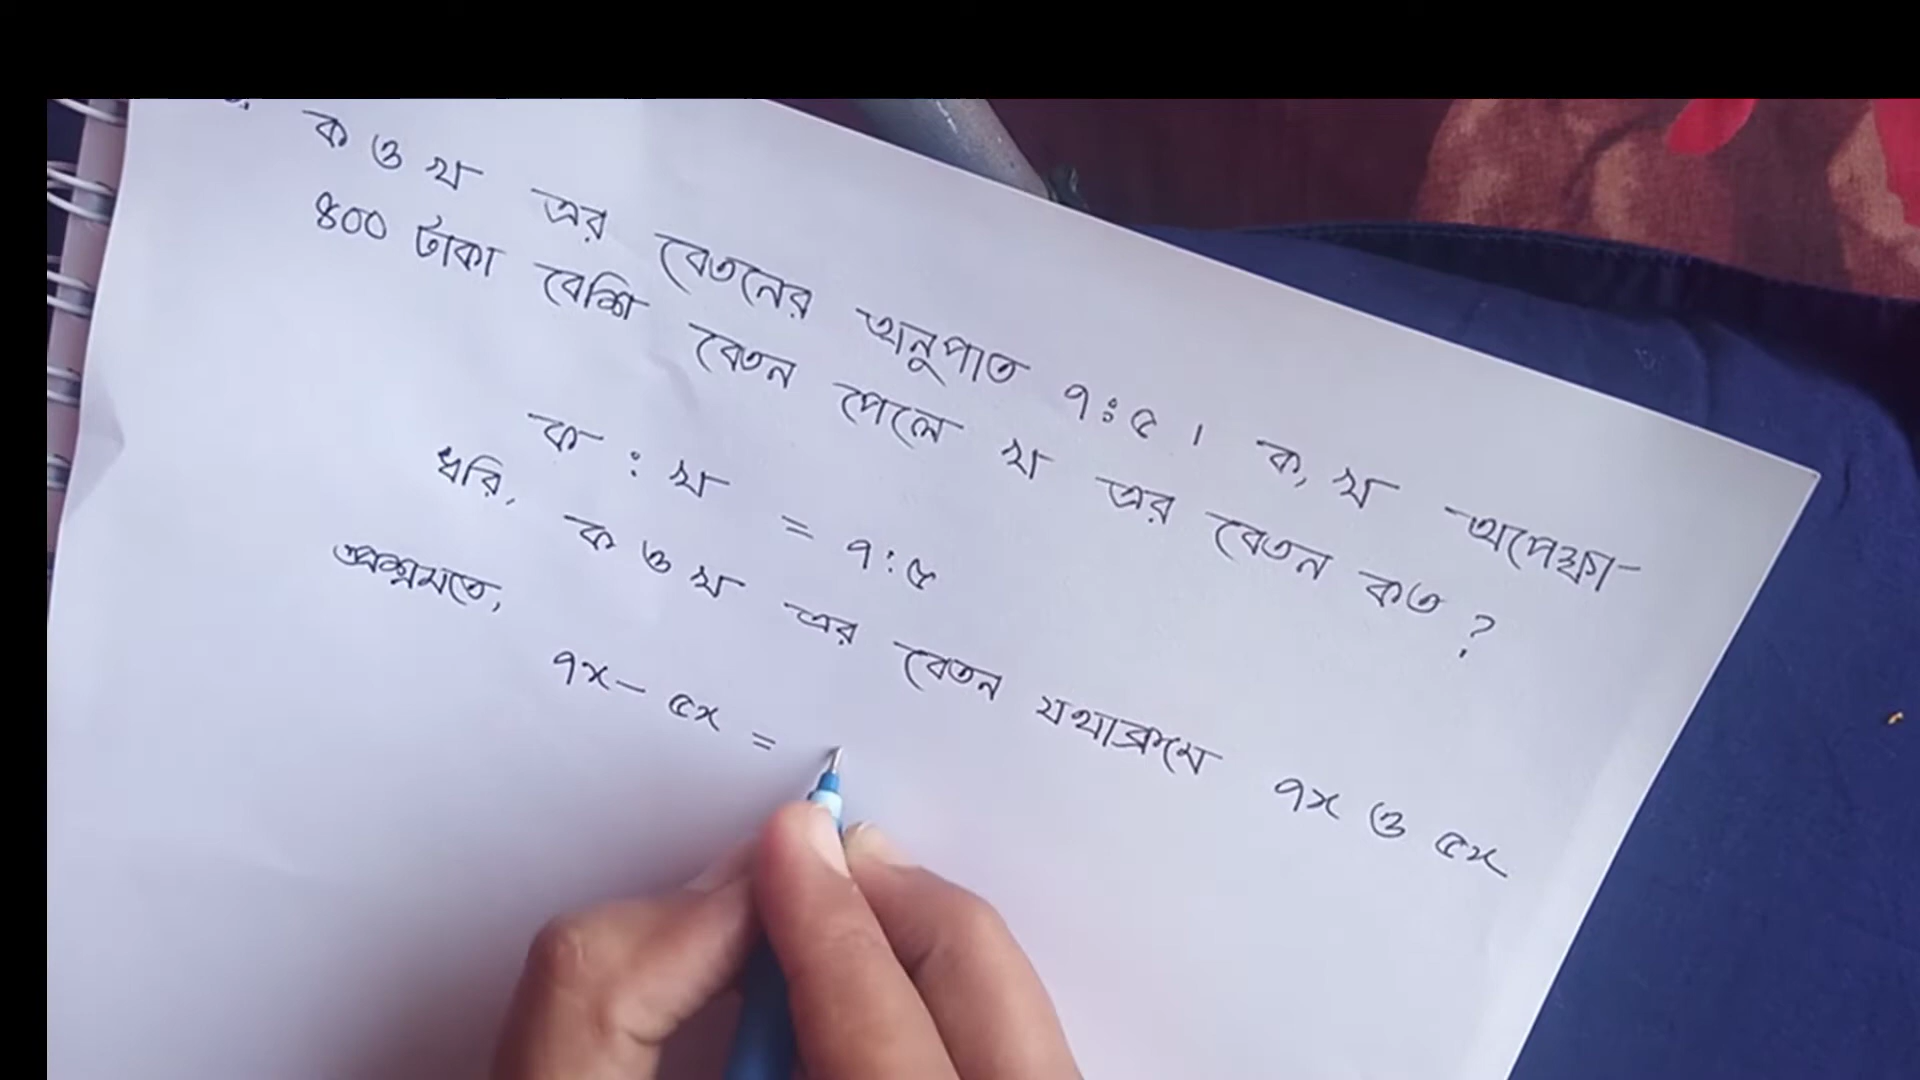 ক ও খ এর বেতনের অনুপাত ৭:৫। ক, খ অপেক্ষা
৪০০ টাকা বেশি বেতন পেলে খ এর বেতন কত?
ক : খ = ৭:৫
ধরি, ক ও খ এর বেতন যথাক্রমে ৭x ও ৫x
প্রশ্নমতে,
৭x - ৫x =